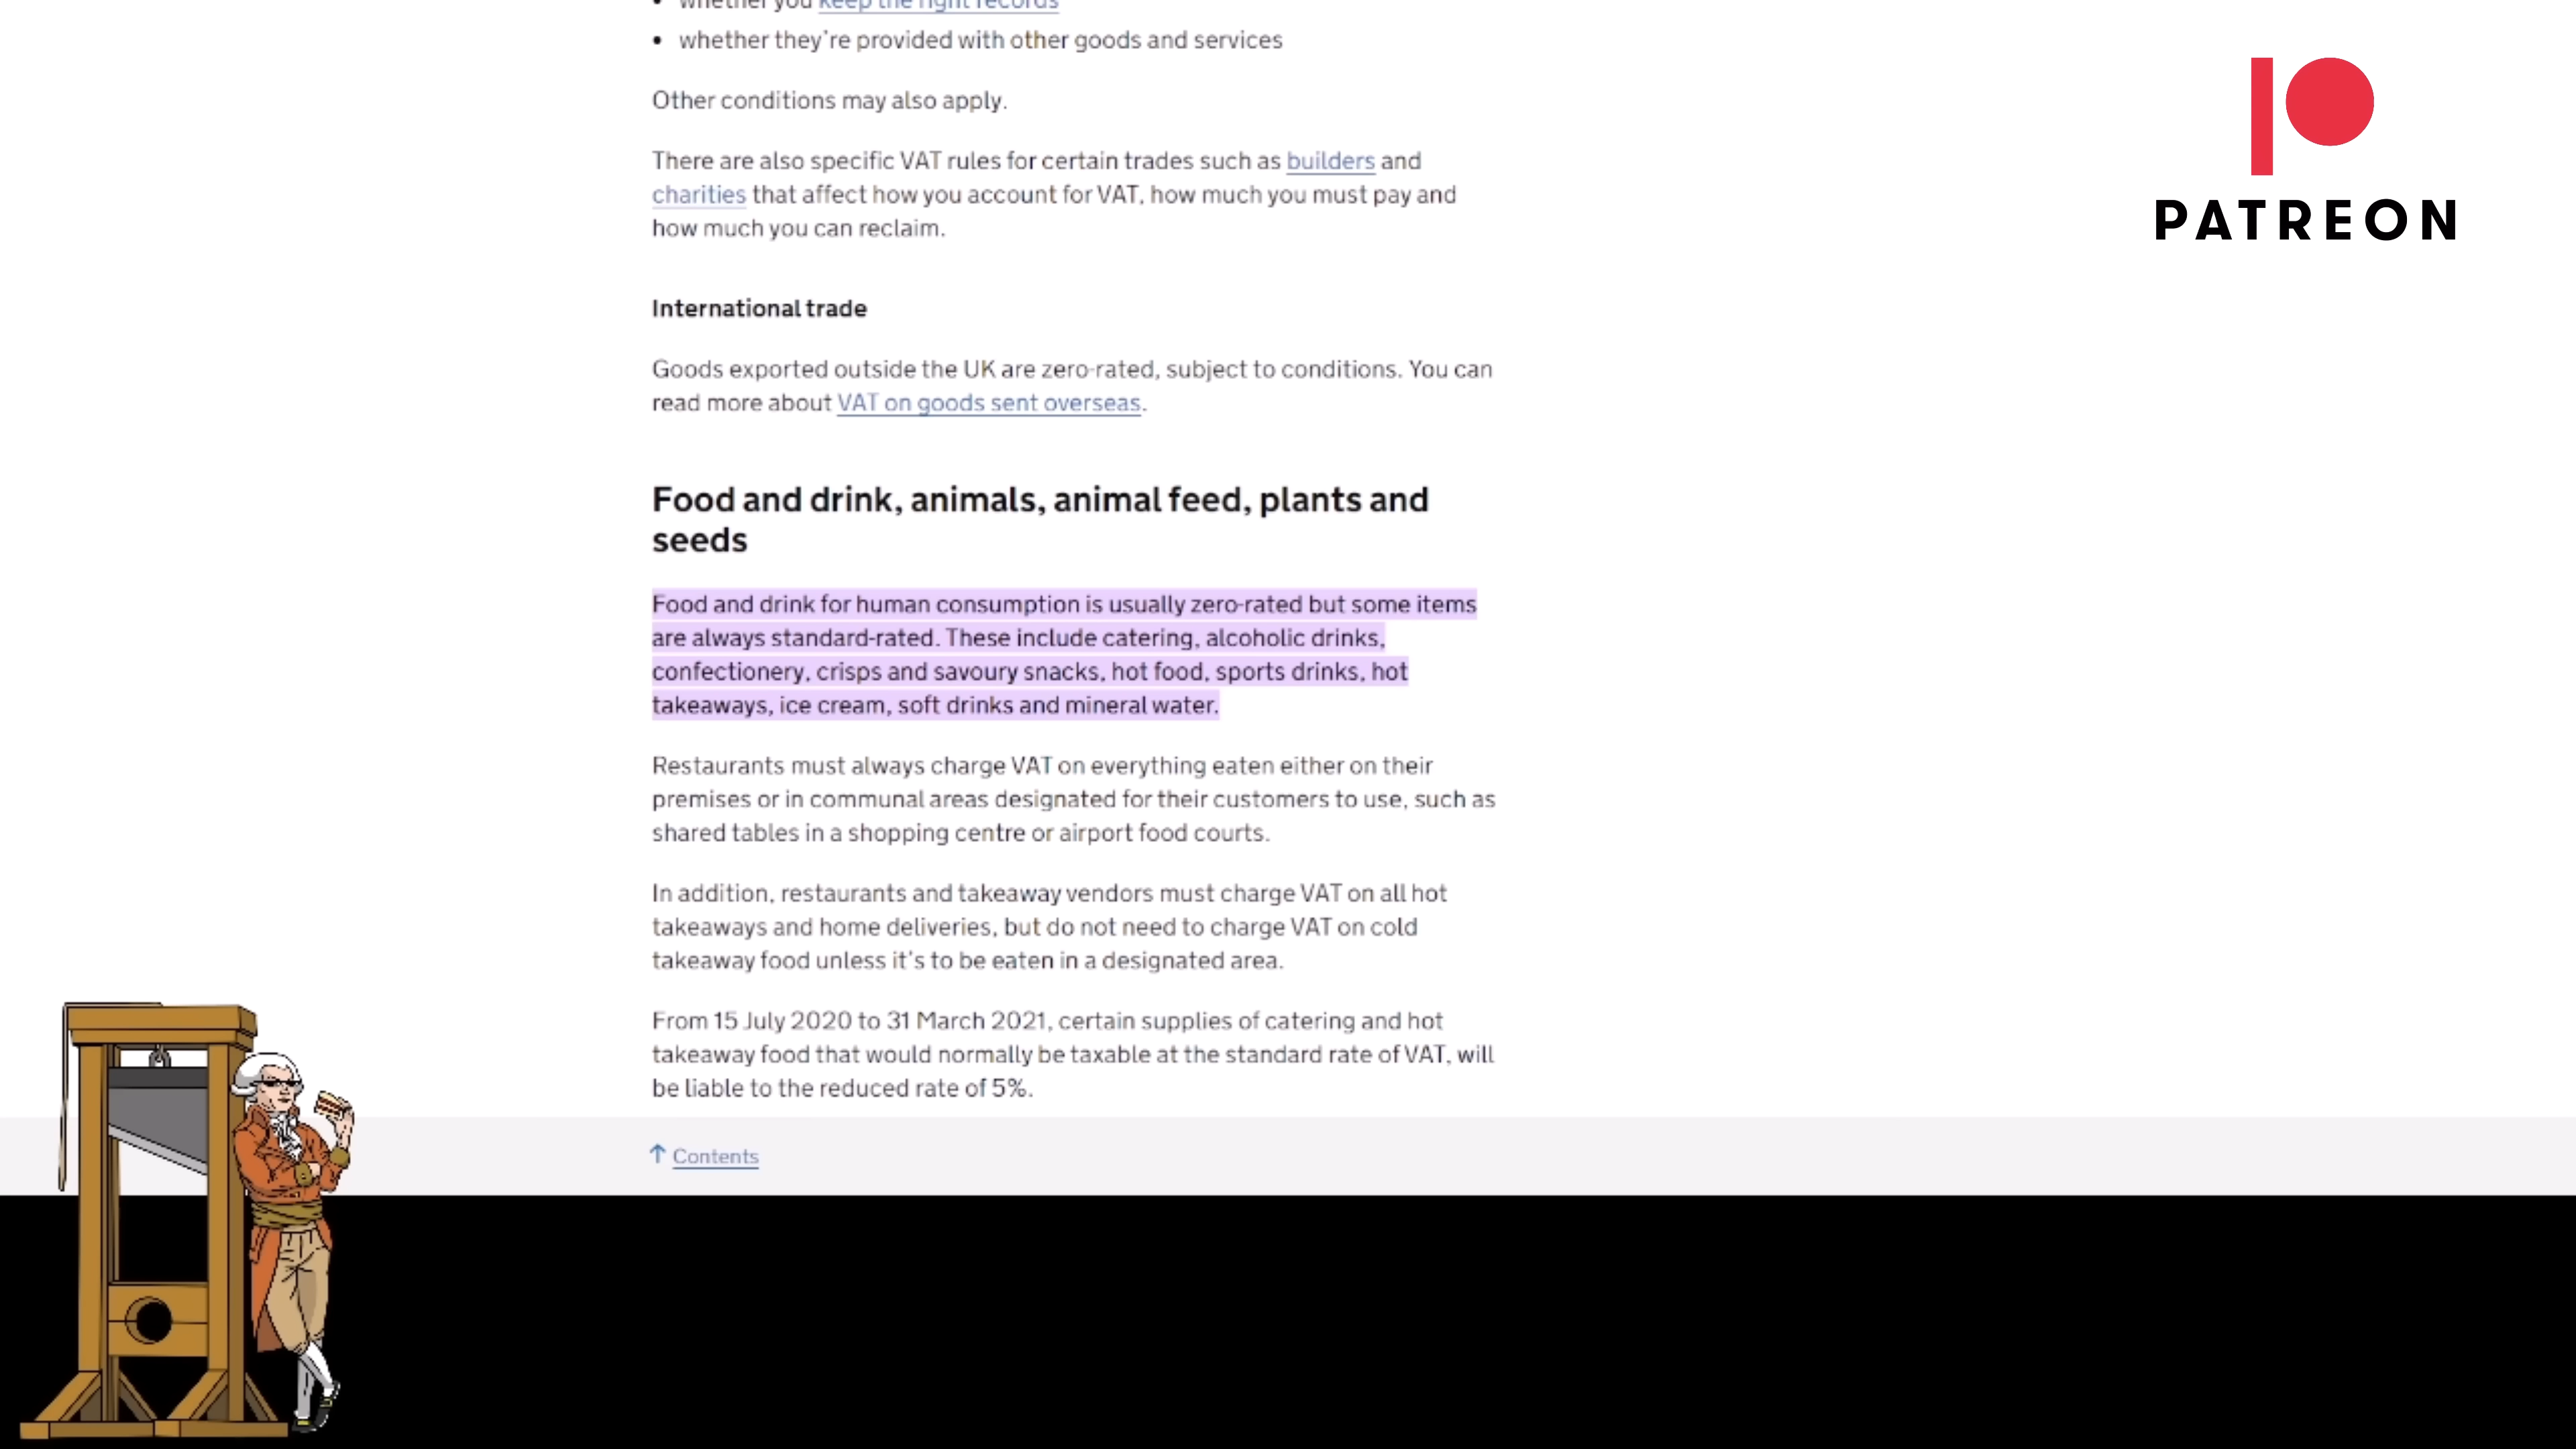 whether you keep the right records
whether they're provided with other goods and services
Other conditions may also apply.
There are also specific VAT rules for certain trades such as builders and
charities that affect how you account for VAT, how much you must pay and
how much you can reclaim.
International trade
Goods exported outside the UK are zero-rated, subject to conditions. You can
read more about VAT on goods sent overseas.
Food and drink, animals, animal feed, plants and
seeds
Food and drink for human consumption is usually zero-rated but some items
are always standard-rated. These include catering, alcoholic drinks,
confectionery, crisps and savoury snacks, hot food, sports drinks, hot
takeaways, ice cream, soft drinks and mineral water.
Restaurants must always charge VAT on everything eaten either on their
premises or in communal areas designated for their customers to use, such as
shared tables in a shopping centre or airport food courts.
In addition, restaurants and takeaway vendors must charge VAT on all hot
takeaways and home deliveries, but do not need to charge VAT on cold
takeaway food unless it's to be eaten in a designated area.
From 15 July 2020 to 31 March 2021, certain supplies of catering and hot
takeaway food that would normally be taxable at the standard rate of VAT, will
be liable to the reduced rate of 5%.
↑ Contents
PATREON